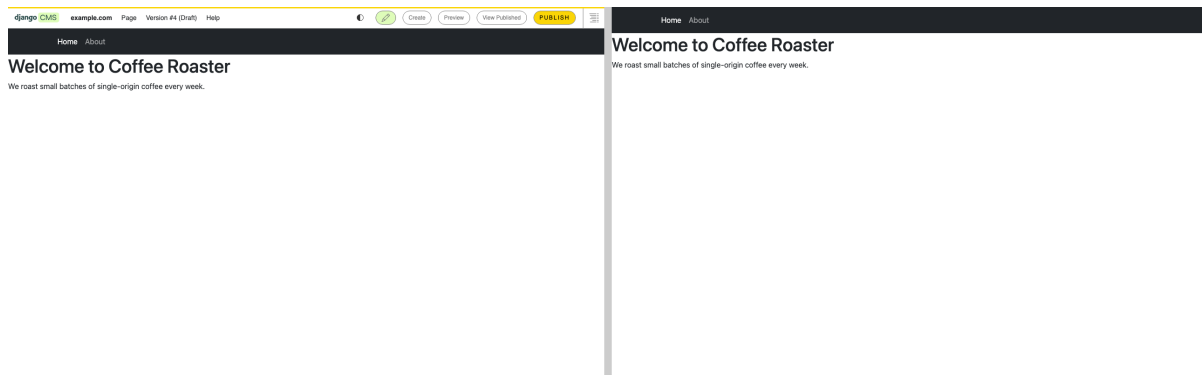 django CMS example.com Page Version #4 (Draft) Help Create Preview View Published PUBLISH
Home About
Welcome to Coffee Roaster
We roast small batches of single-origin coffee every week.
Home About
Welcome to Coffee Roaster
We roast small batches of single-origin coffee every week.